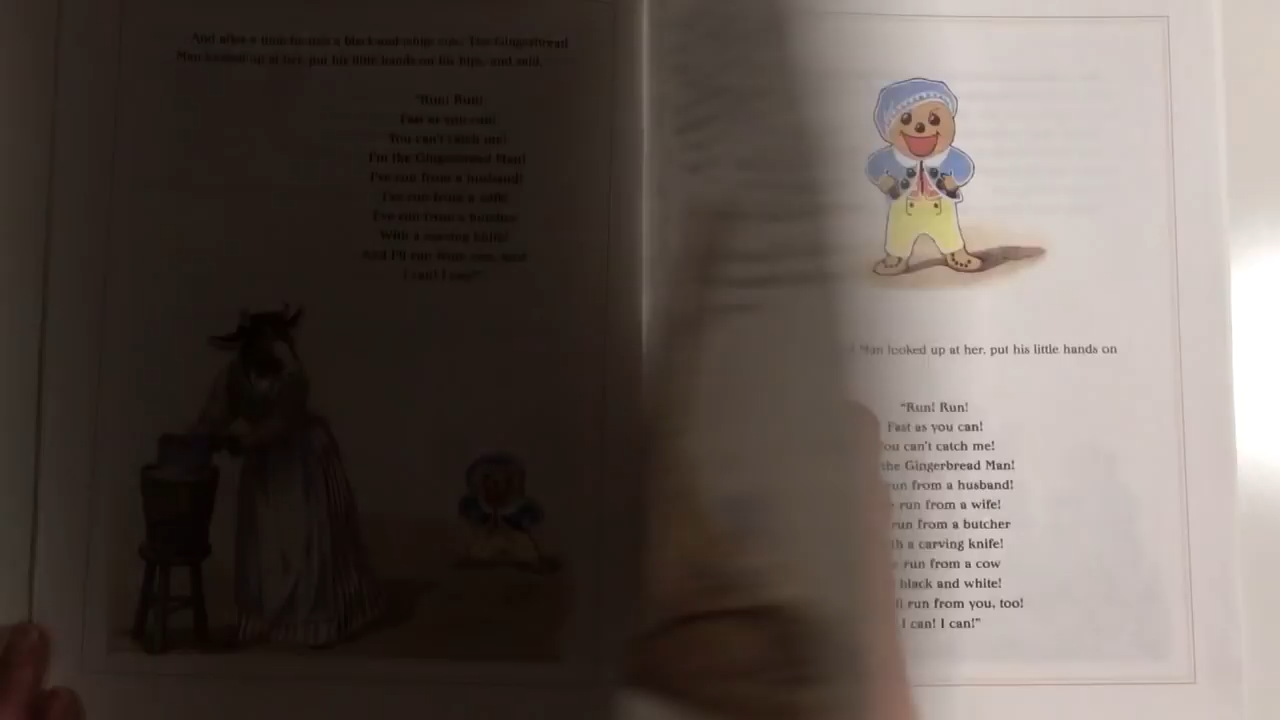 And after a time he met a black-and-white cow. The Gingerbread
Man looked up at her, put his little hands on his hips, and said,
"Run! Run!
Fast as you can!
You can't catch me!
I'm the Gingerbread Man!
I've run from a husband!
I've run from a wife!
I've run from a butcher
With a carving knife!
And I'll run from you, too!
I can! I can!"
Man looked up at her, put his little hands on
"Run! Run!
Fast as you can!
ou can't catch me!
the Gingerbread Man!
run from a husband!
run from a wife!
run from a butcher
h a carving knife!
run from a cow
black and white!
ll run from you, too!
I can! I can!"